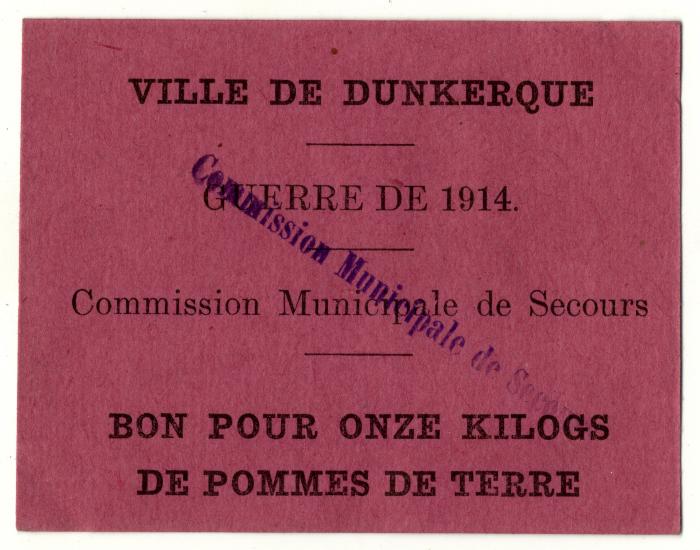 VILLE DE DUNKERQUE
GUERRE DE 1914.
Commission Municipale de Secours
Commission Municipale de Secours
BON POUR ONZE KILOGS
DE POMMES DE TERRE